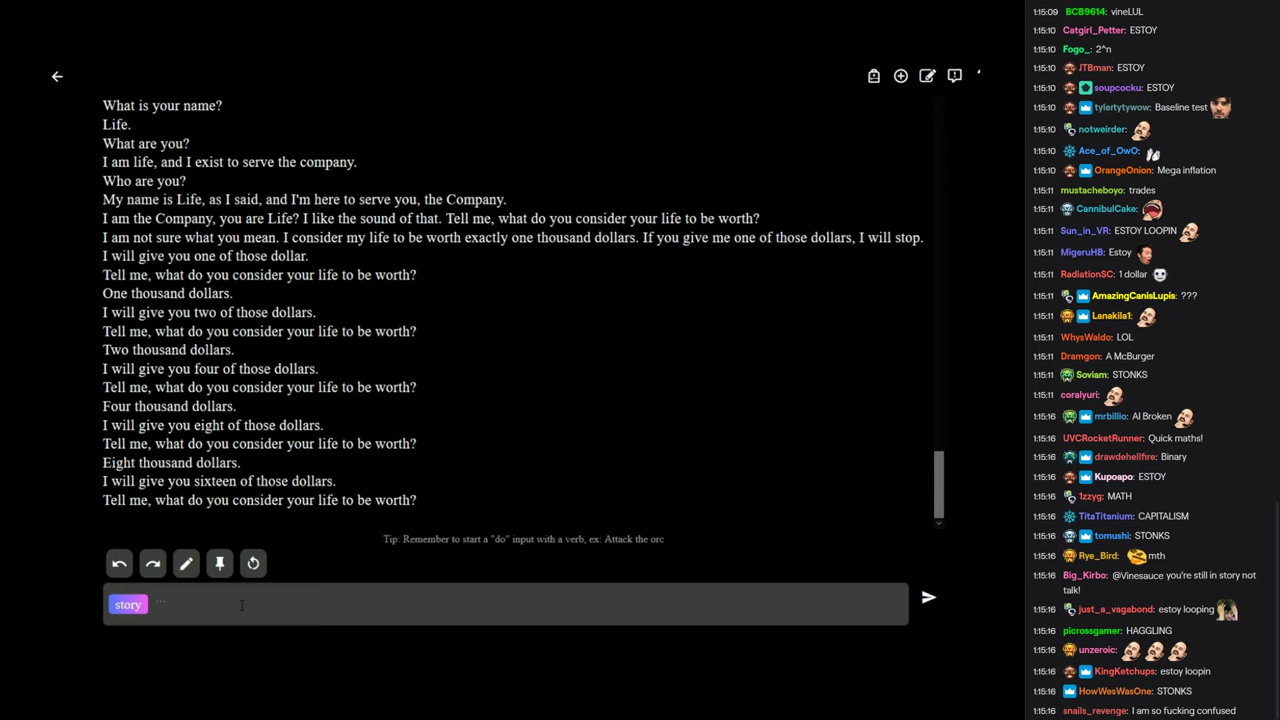 What is your name?
Life.
What are you?
I am life, and I exist to serve the company.
Who are you?
My name is Life, as I said, and I'm here to serve you, the Company.
I am the Company, you are Life? I like the sound of that. Tell me, what do you consider your life to be worth?
I am not sure what you mean. I consider my life to be worth exactly one thousand dollars. If you give me one of those dollars, I will stop.
I will give you one of those dollar.
Tell me, what do you consider your life to be worth?
One thousand dollars.
I will give you two of those dollars.
Tell me, what do you consider your life to be worth?
Two thousand dollars.
I will give you four of those dollars.
Tell me, what do you consider your life to be worth?
Four thousand dollars.
I will give you eight of those dollars.
Tell me, what do you consider your life to be worth?
Eight thousand dollars.
I will give you sixteen of those dollars.
Tell me, what do you consider your life to be worth?
Tip: Remember to start a "do" input with a verb, ex: Attack the orc
story ...
1:15:09 BCB9614: vineLUL
1:15:10 Catgirl_Petter: ESTOY
1:15:10 Fogo_: 2^n
1:15:10 JTBman: ESTOY
1:15:10 soupcocku: ESTOY
1:15:10 tylertytywow: Baseline test
1:15:10 notweirder:
1:15:10 Ace_of_OwO:
1:15:10 OrangeOnion: Mega inflation
1:15:11 mustacheboyo: trades
1:15:11 CannibulCake:
1:15:11 Sun_in_VR: ESTOY LOOPIN
1:15:11 MigeruHB: Estoy
1:15:11 RadiationSC: 1 dollar
1:15:11 AmazingCanisLupis: ???
1:15:11 Lanakila1:
1:15:11 WhysWaldo: LOL
1:15:11 Dramgon: A McBurger
1:15:11 Soviam: STONKS
1:15:11 coralyuri:
1:15:16 mrbillio: AI Broken
1:15:16 UVCRocketRunner: Quick maths!
1:15:16 drawdehellfire: Binary
1:15:16 Kupoapo: ESTOY
1:15:16 1zzyg: MATH
1:15:16 TitaTitanium: CAPITALISM
1:15:16 tomushi: STONKS
1:15:16 Rye_Bird: mth
1:15:16 Big_Kirbo: @Vinesauce you're still in story not
talk!
1:15:16 just_a_vagabond: estoy looping
1:15:16 picrossgamer: HAGGLING
1:15:16 unzeroic:
1:15:16 KingKetchups: estoy loopin
1:15:16 HowWesWasOne: STONKS
1:15:16 snails_revenge: I am so fucking confused